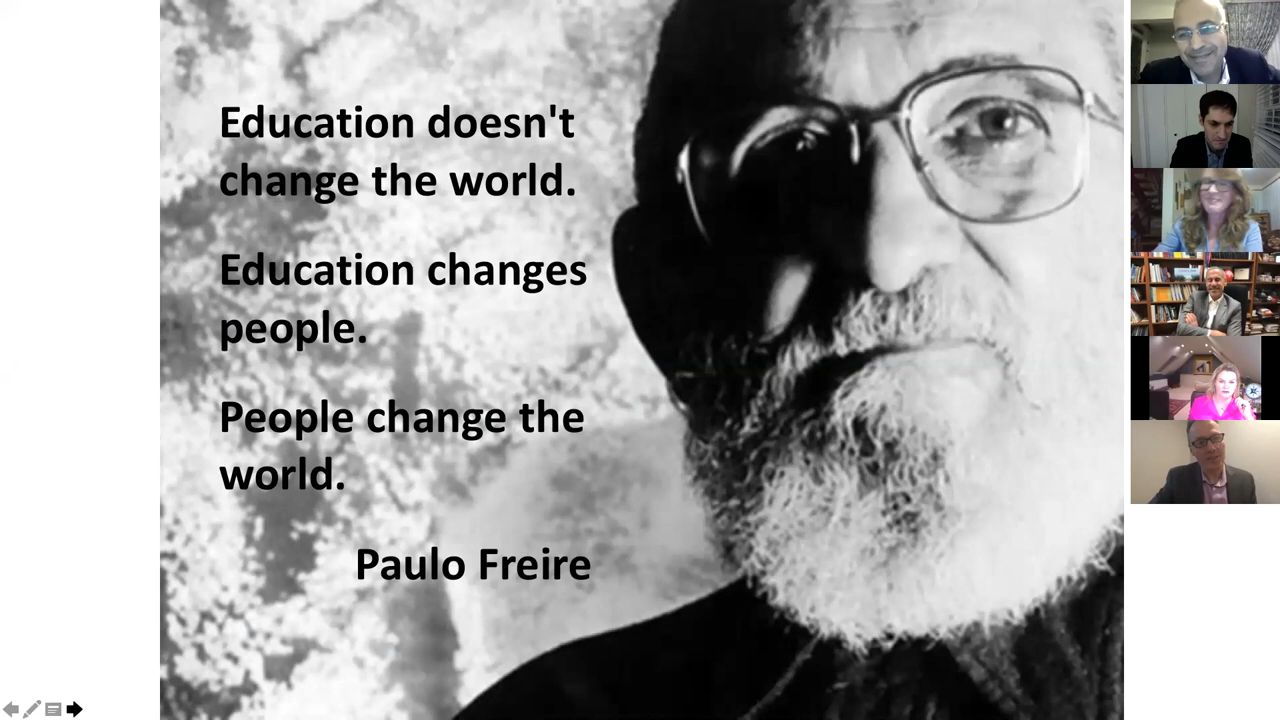 Education doesn't
change the world.
Education changes
people.
People change the
world.
Paulo Freire